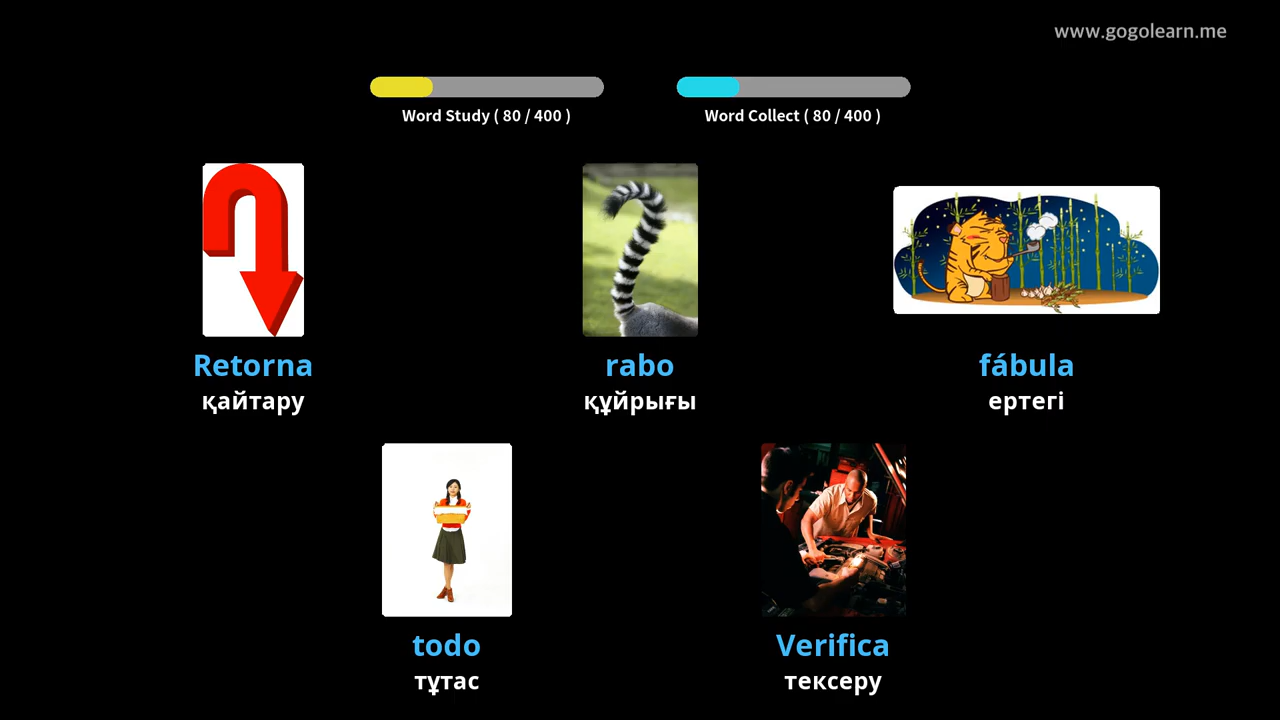 www.gogolearn.me
Word Study ( 80 / 400 )
Word Collect ( 80 / 400 )
Retorna
қайтару
rabo
құйрығы
fábula
ертегі
todo
тұтас
Verifica
тексеру